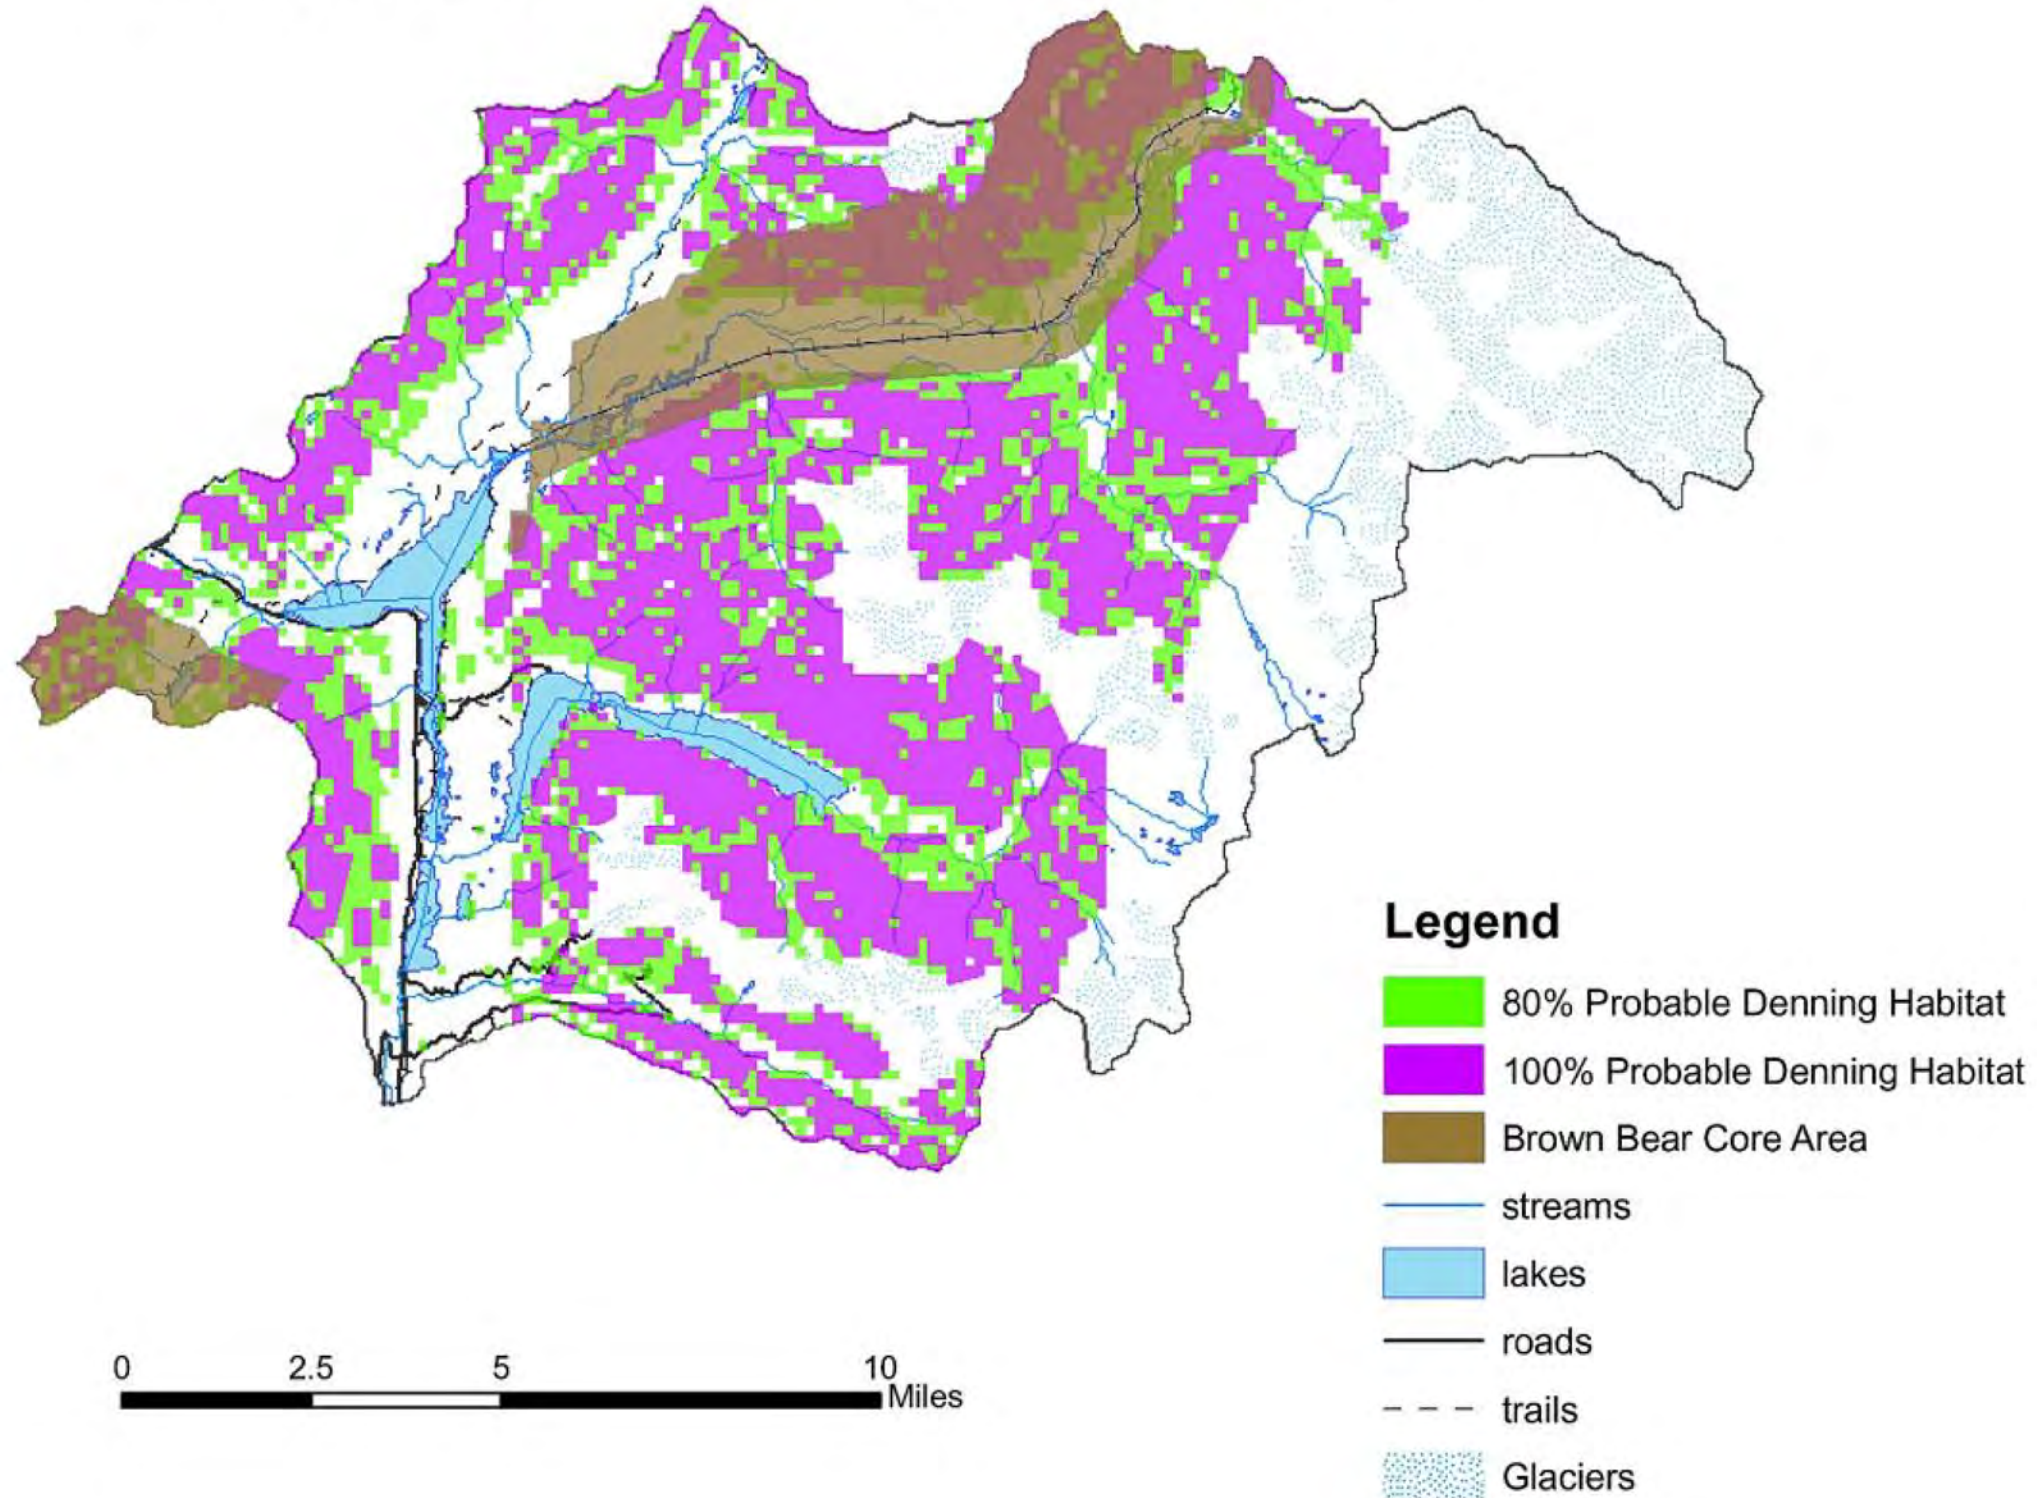 Legend
80% Probable Denning Habitat
100% Probable Denning Habitat
Brown Bear Core Area
streams
lakes
roads
trails
Glaciers
0 2.5 5 10
Miles